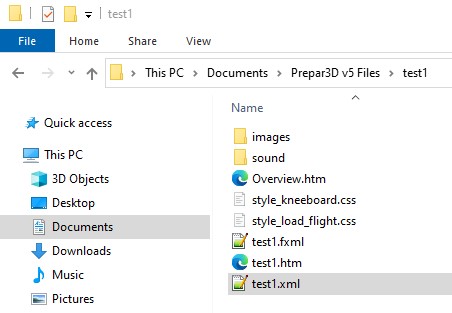 test1
File
Home
Share
View
This PC > Documents > Prepar3D v5 Files > test1
Quick access
This PC
3D Objects
Desktop
Documents
Downloads
Music
Pictures
Name
images
sound
Overview.htm
style_kneeboard.css
style_load_flight.css
test1.fxml
test1.htm
test1.xml